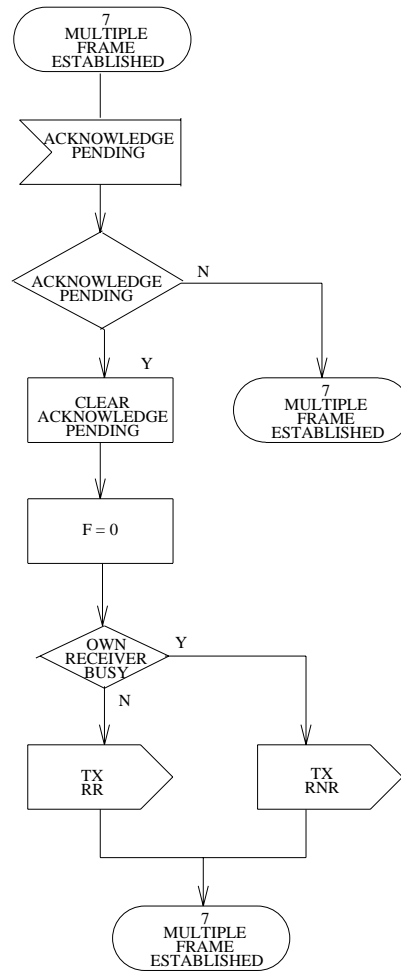 7
MULTIPLE
FRAME
ESTABLISHED
ACKNOWLEDGE
PENDING
ACKNOWLEDGE
PENDING
N
Y
CLEAR
ACKNOWLEDGE
PENDING
7
MULTIPLE
FRAME
ESTABLISHED
F = 0
OWN
RECEIVER
BUSY
Y
N
TX
RR
TX
RNR
7
MULTIPLE
FRAME
ESTABLISHED